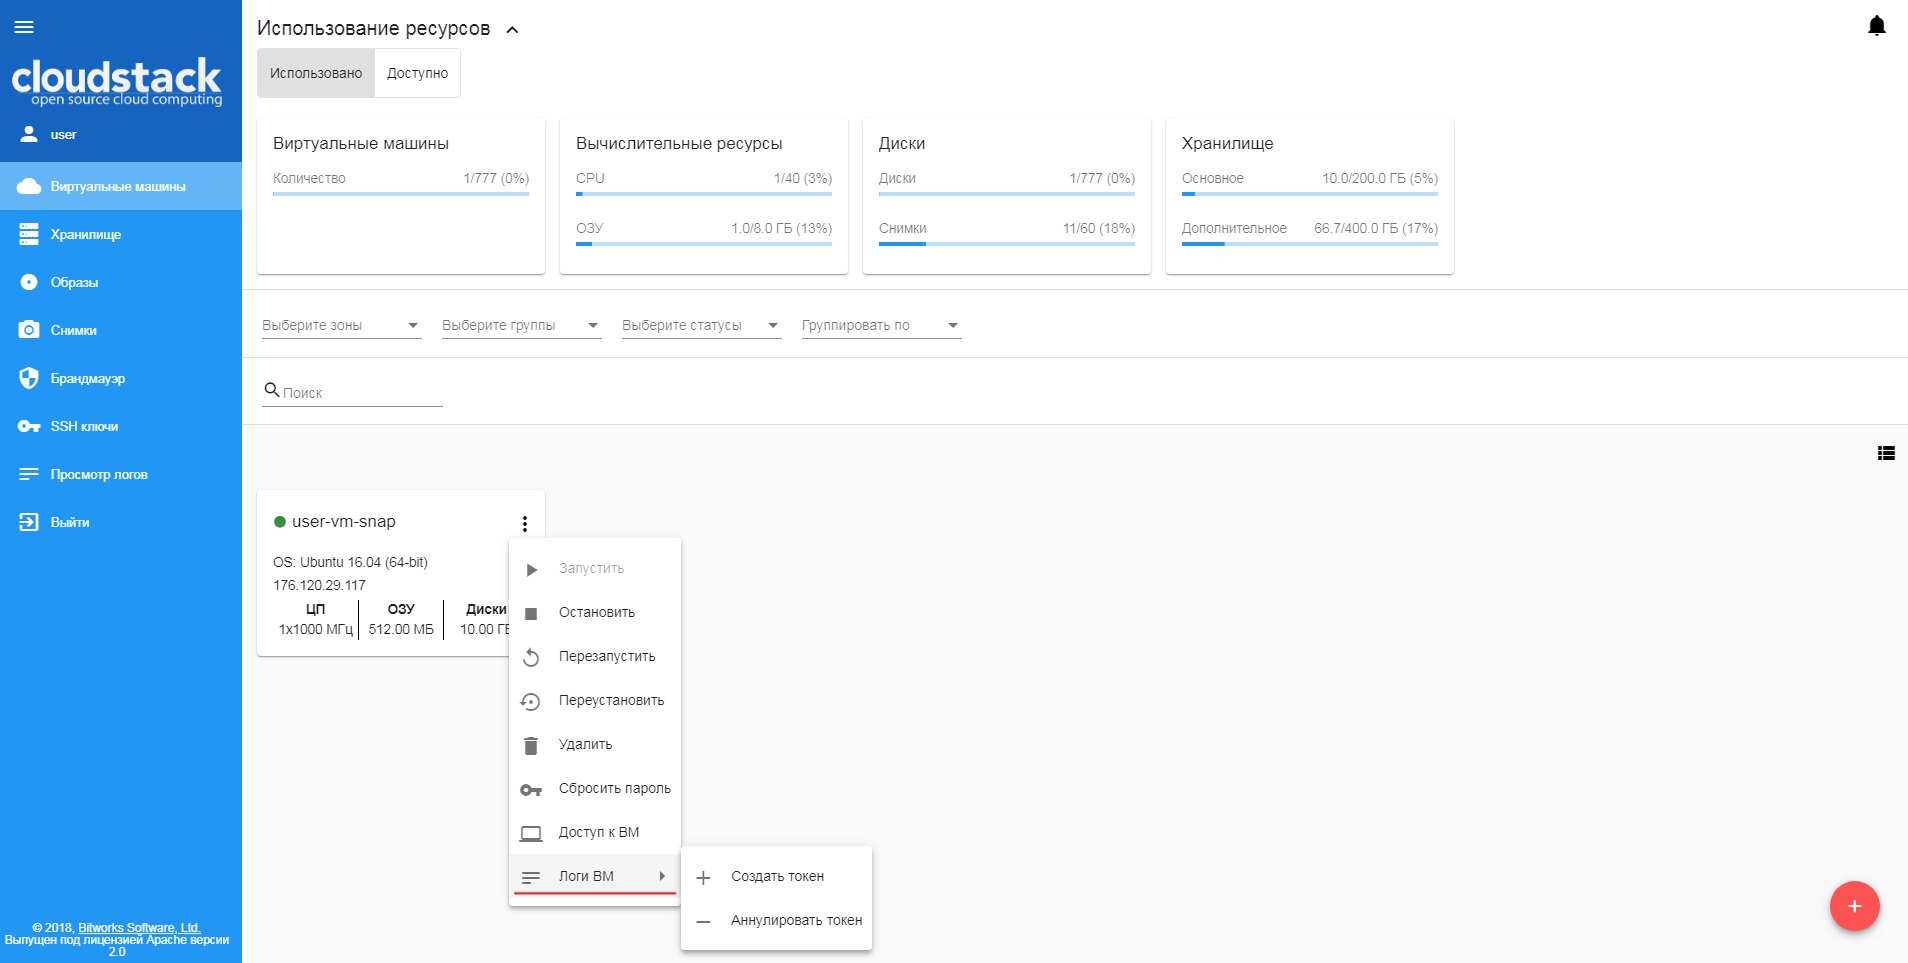 cloudstack
open source cloud computing
user
Виртуальные машины
Хранилище
Образы
Снимки
Брандмауэр
SSH ключи
Просмотр логов
Выйти
© 2018, Bitworks Software, Ltd.
Выпущен под лицензией Apache версии
2.0
Использование ресурсов
Использовано Доступно
Виртуальные машины
Количество 1/777 (0%)
Вычислительные ресурсы
CPU 1/40 (3%)
ОЗУ 1.0/8.0 ГБ (13%)
Диски
Диски 1/777 (0%)
Снимки 11/60 (18%)
Хранилище
Основное 10.0/200.0 ГБ (5%)
Дополнительное 66.7/400.0 ГБ (17%)
Выберите зоны Выберите группы Выберите статусы Группировать по
Поиск
user-vm-snap
OS: Ubuntu 16.04 (64-bit)
176.120.29.117
ЦП ОЗУ Диски
1x1000 МГц 512.00 МБ 10.00 ГБ
Запустить
Остановить
Перезапустить
Переустановить
Удалить
Сбросить пароль
Доступ к ВМ
Логи ВМ
Создать токен
Аннулировать токен